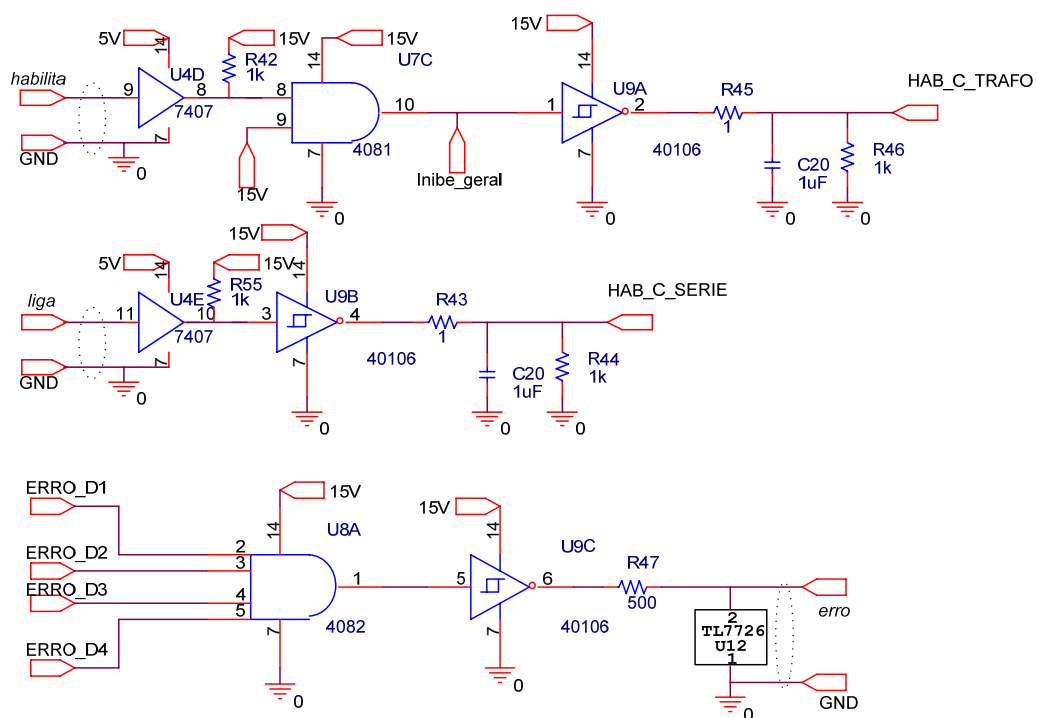 5V
14
15V
R42
1k
habilita
9
U4D
8
7407
7
GND
0
8
9
15V
14
15V
U7C
10
4081
7
0
Inibe_geral
15V
14
U9A
1
2
7
40106
0
R45
1
HAB_C_TRAFO
C20
1uF
R46
1k
0
0
5V
14
15V
R55
1k
liga
11
U4E
10
7407
7
GND
0
15V
14
U9B
3
4
7
40106
0
R43
1
HAB_C_SERIE
C20
1uF
R44
1k
0
0
ERRO_D1
ERRO_D2
ERRO_D3
ERRO_D4
2
3
4
5
14
15V
U8A
1
4082
7
0
15V
14
U9C
5
6
7
40106
0
R47
500
erro
2
TL7726
U12
1
GND
0